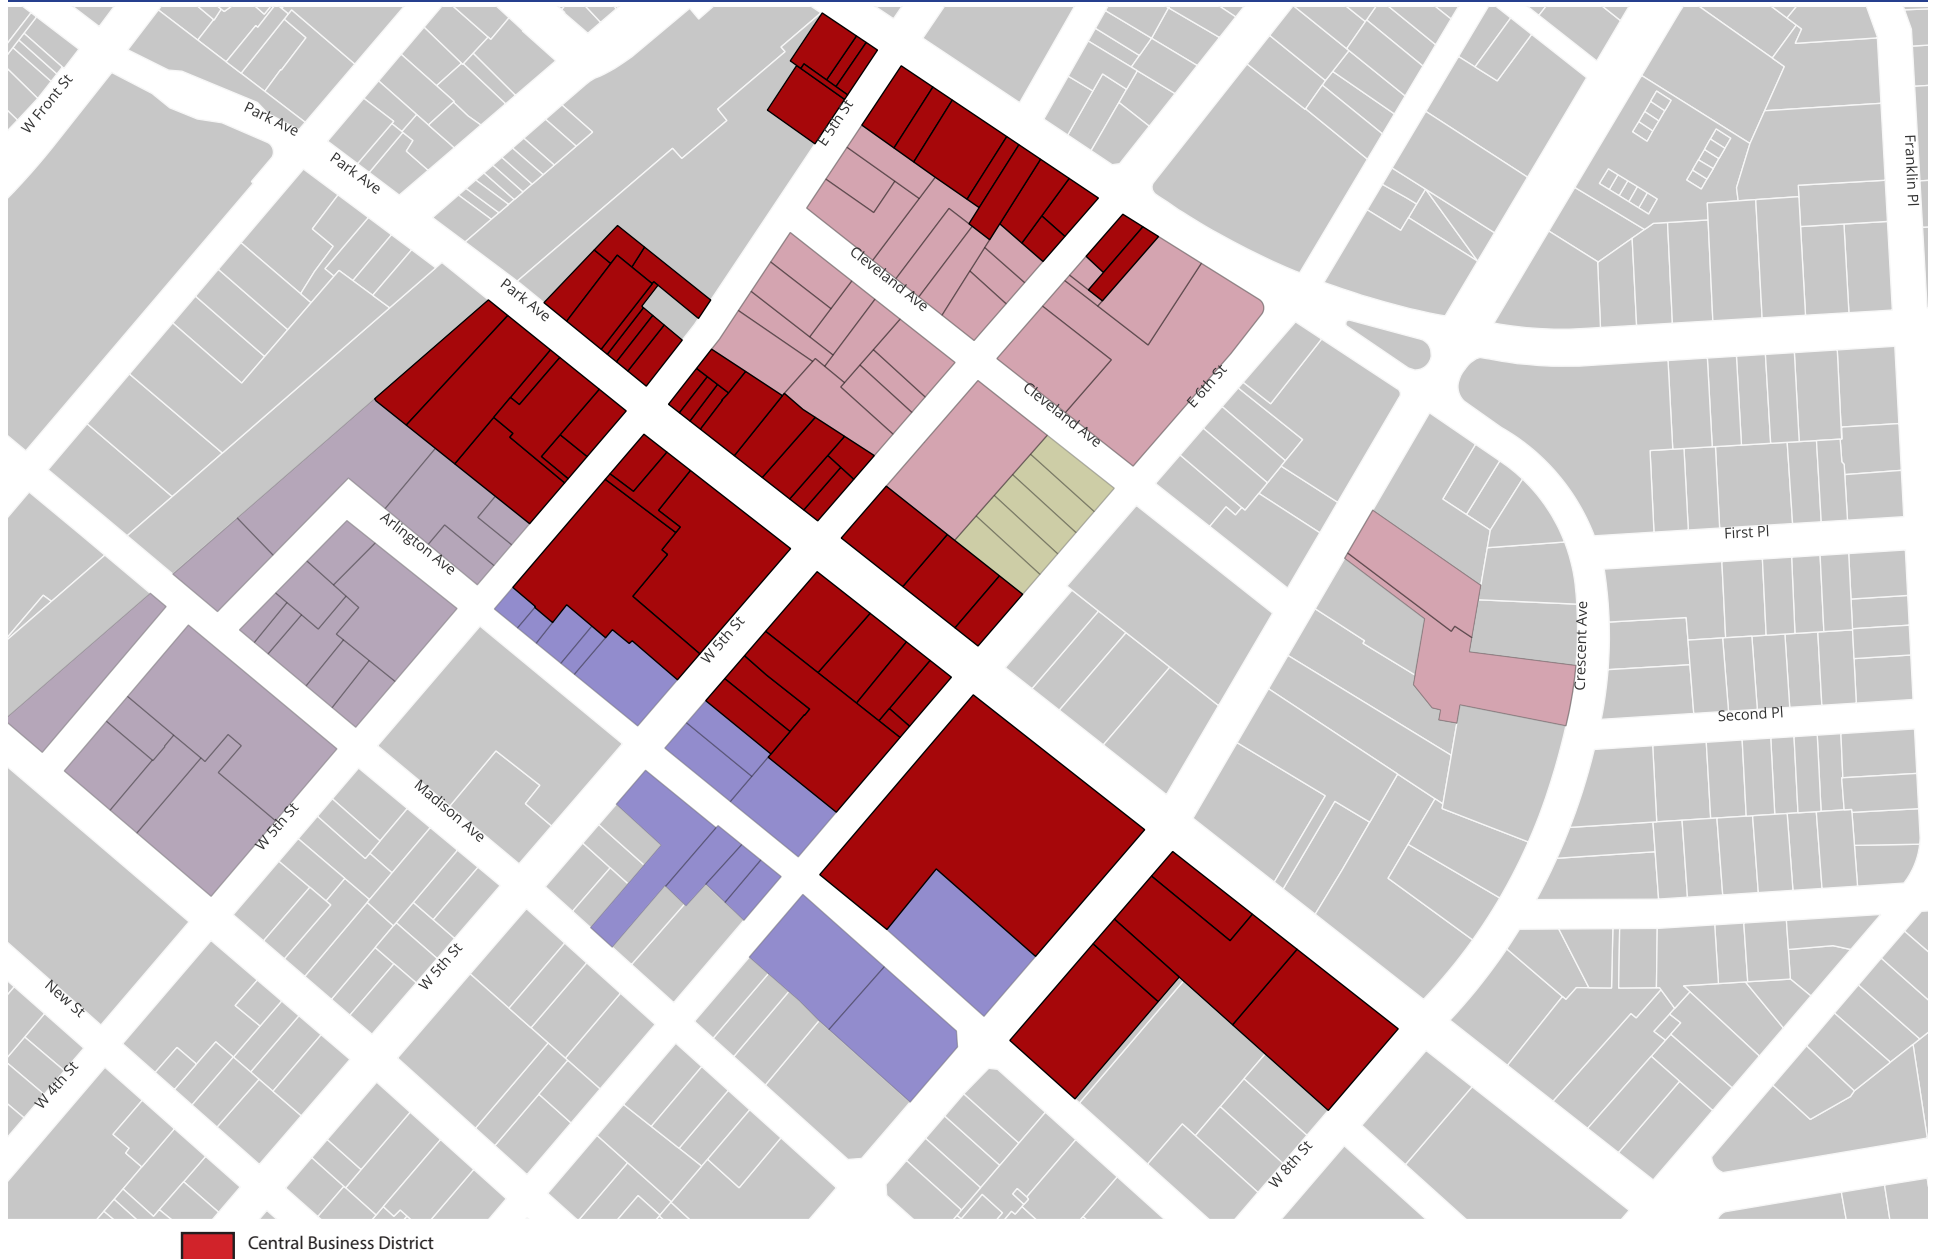 W Front St
Park Ave
Park Ave
E 5th St
Franklin Pl
Park Ave
Cleveland Ave
E 6th St
Cleveland Ave
Arlington Ave
First Pl
W 5th St
Crescent Ave
Second Pl
Madison Ave
W 5th St
W 5th St
New St
W 4th St
W 8th St
Central Business District